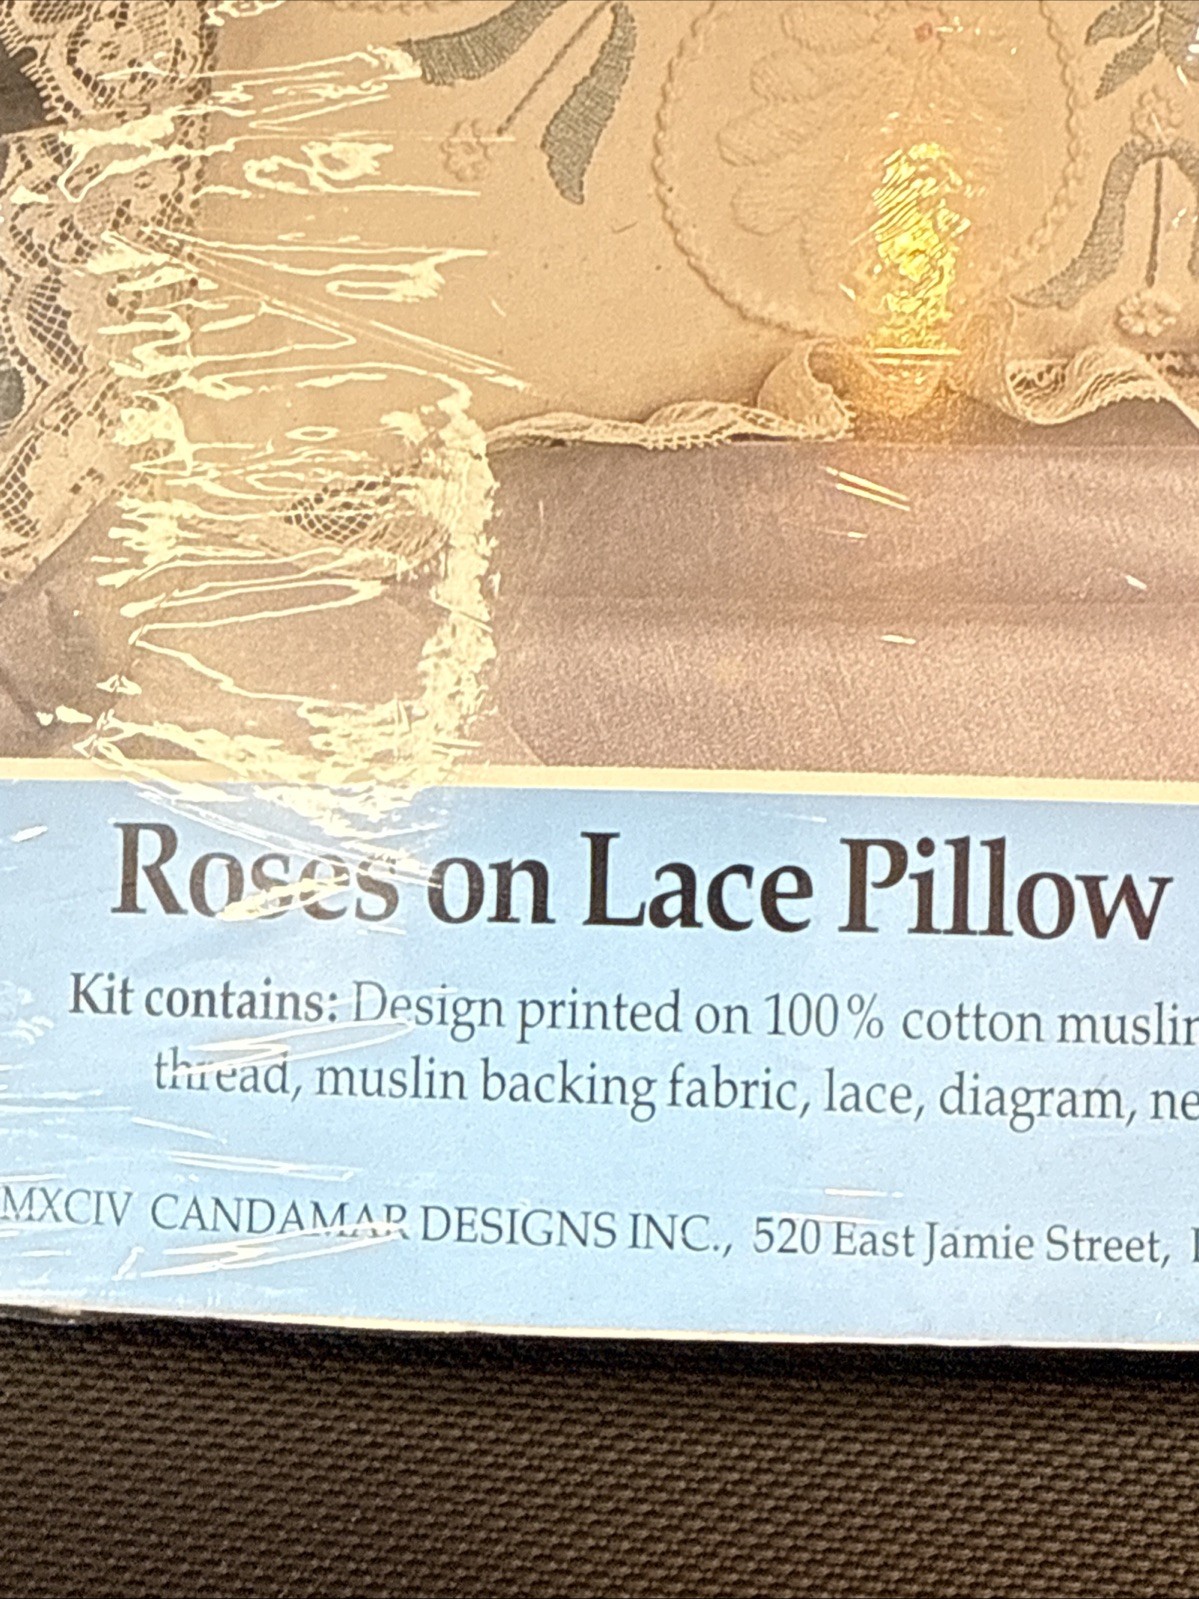 Roses on Lace Pillow
Kit contains: Design printed on 100% cotton
thread, muslin backing fabric, lace, diagram,
MXCIV CANDAMAR DESIGNS INC., 520 East Jamie Street,